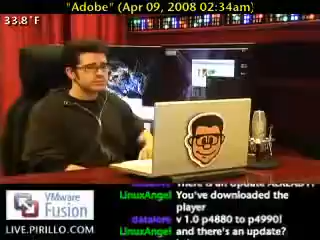 "Adobe" (Apr 09, 2008 02:34am)
33.8°F
There is an update ALREADY?
LinuxAngel You've downloaded the
player
datalore v 1.0 p4880 to p4990!
LinuxAngel and there's an update?
VMware
Fusion
LIVE.PIRILLO.COM